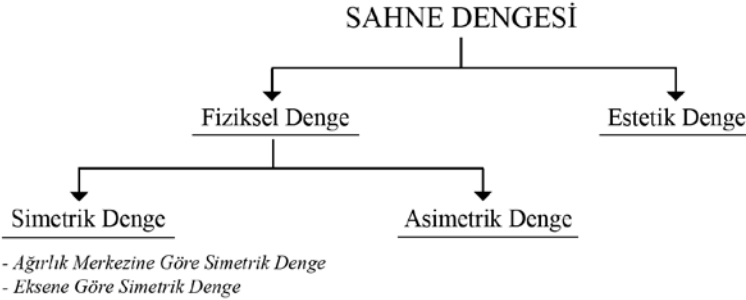 SAHNE DENGESİ
Fiziksel Denge
Estetik Denge
Simetrik Denge
Asimetrik Denge
- Ağırlık Merkezine Göre Simetrik Denge
- Eksene Göre Simetrik Denge